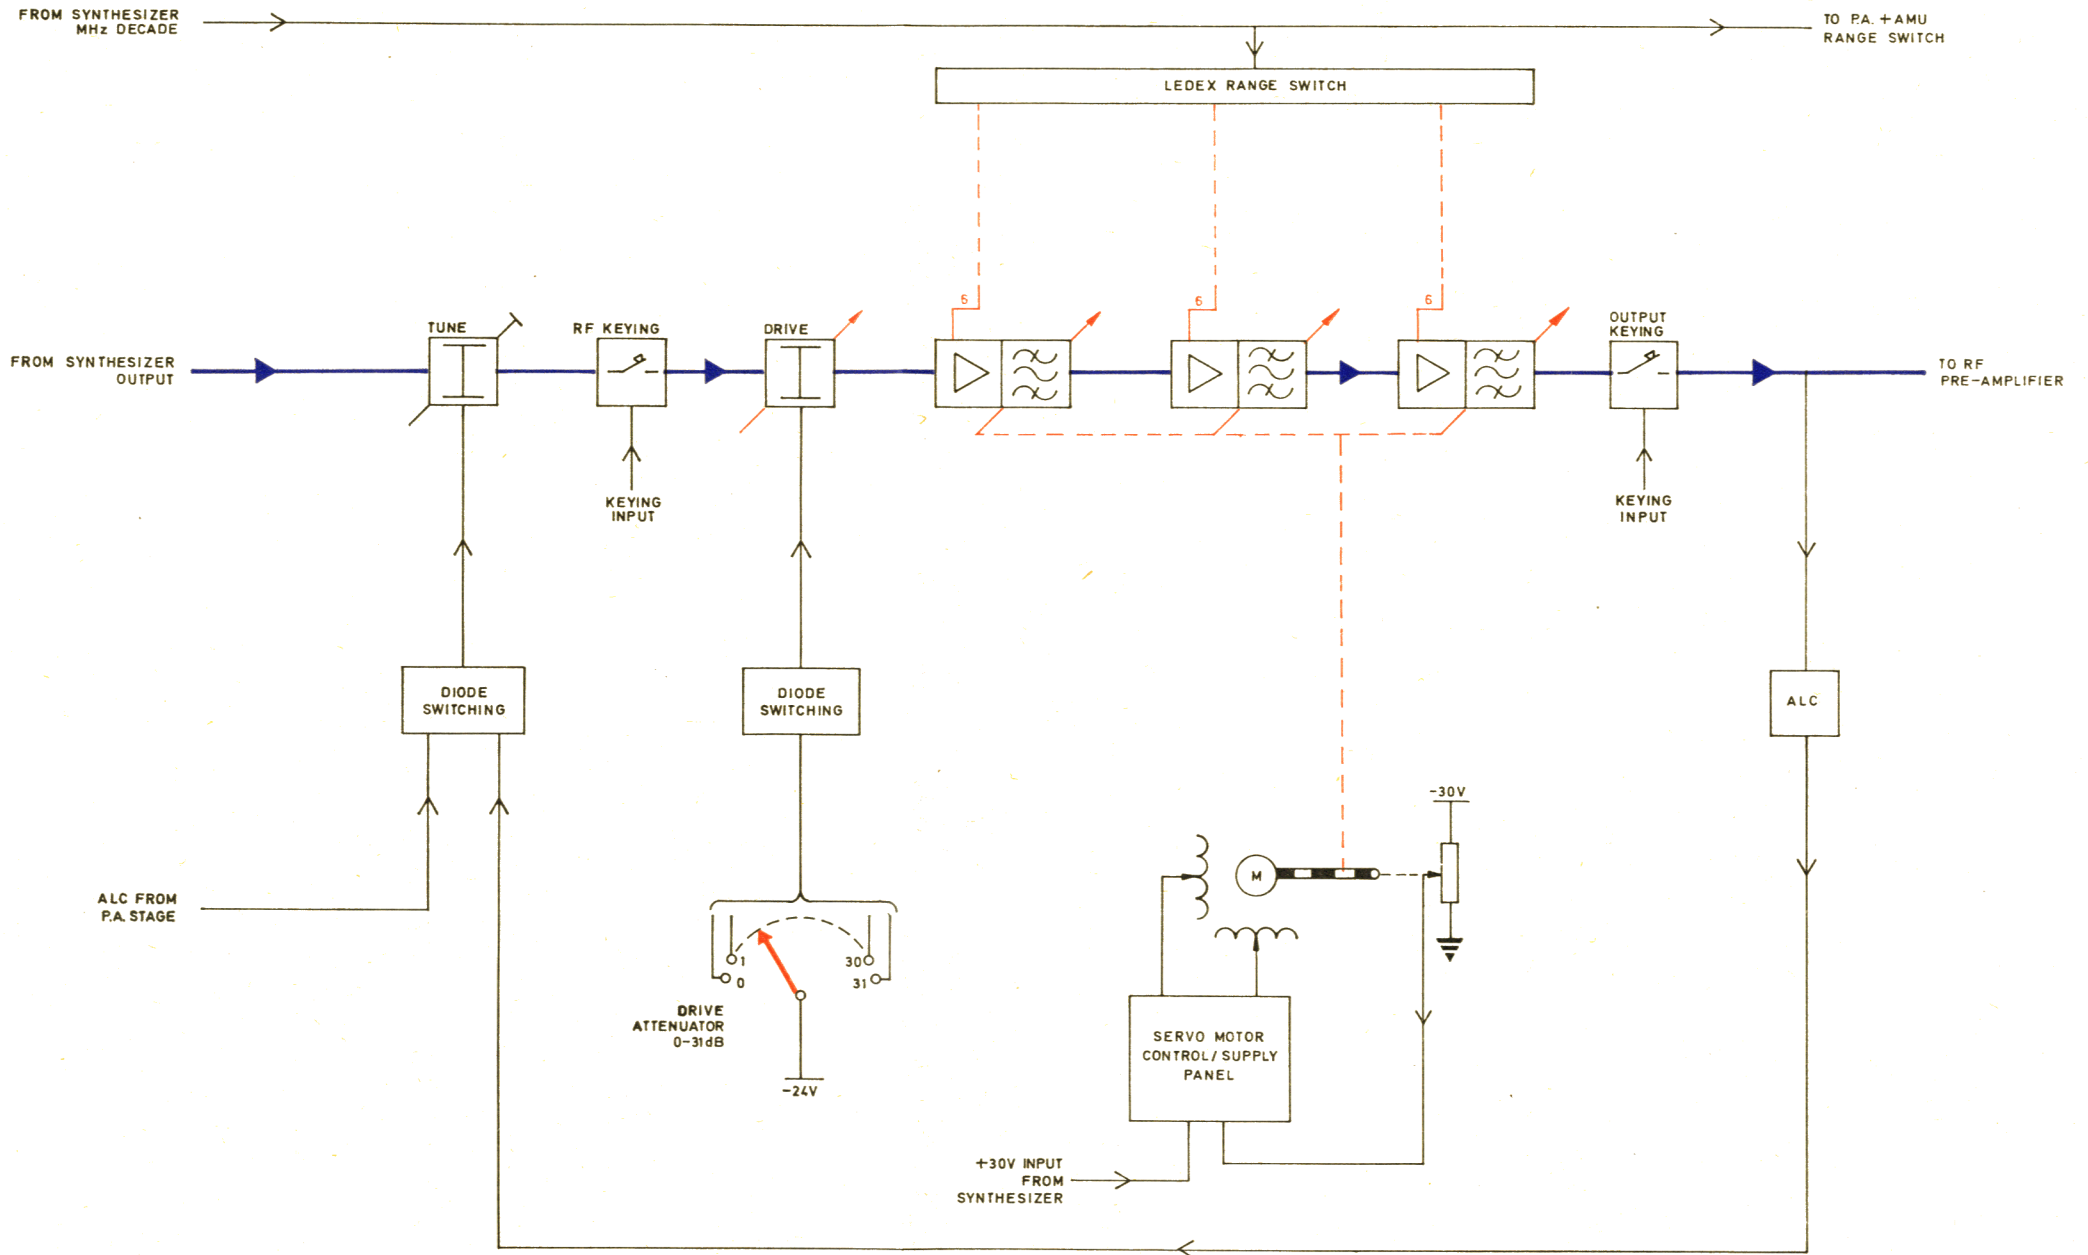 FROM SYNTHESIZER
MHz DECADE
TO P.A. + AMU
RANGE SWITCH
LEDEX RANGE SWITCH
6
6
6
TUNE
RF KEYING
DRIVE
OUTPUT
KEYING
FROM SYNTHESIZER
OUTPUT
TO RF
PRE-AMPLIFIER
KEYING
INPUT
KEYING
INPUT
DIODE
SWITCHING
DIODE
SWITCHING
ALC
-30V
M
ALC FROM
P.A. STAGE
1
0
30
31
DRIVE
ATTENUATOR
0-31dB
-24V
SERVO MOTOR
CONTROL / SUPPLY
PANEL
+30V INPUT
FROM
SYNTHESIZER